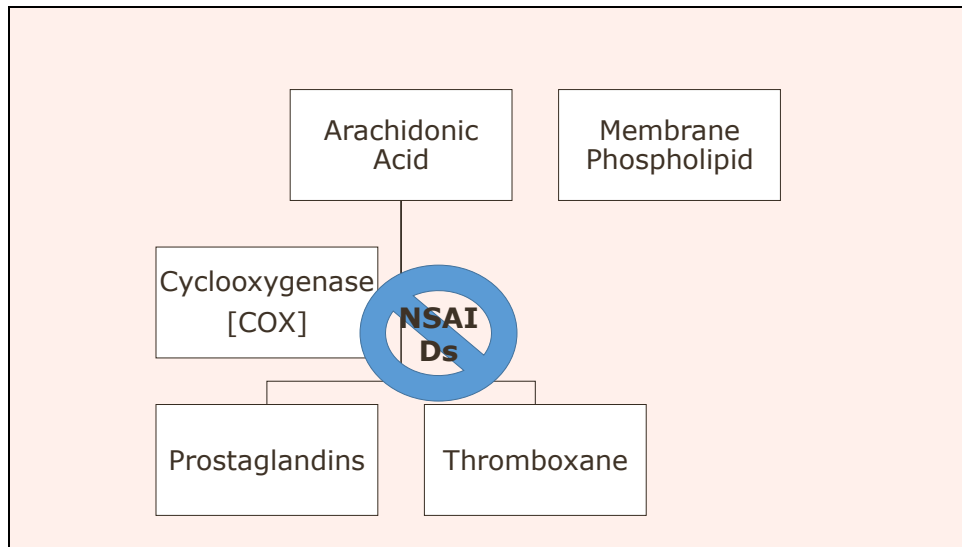 Arachidonic
Acid
Membrane
Phospholipid
Cyclooxygenase
[COX]
NSAI
Ds
Prostaglandins
Thromboxane